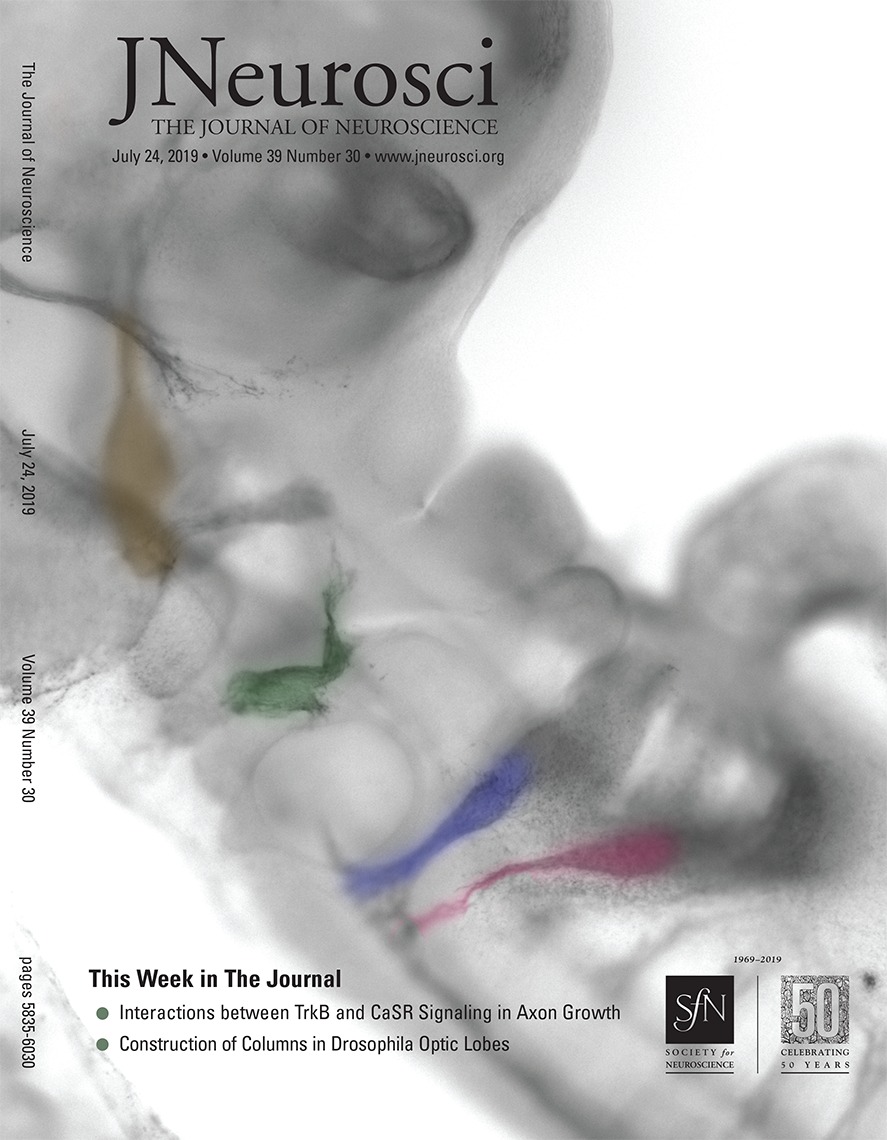 JNeurosci
THE JOURNAL OF NEUROSCIENCE
July 24, 2019 • Volume 39 Number 30 • www.jneurosci.org
The Journal of Neuroscience
July 24, 2019
Volume 39 Number 30
pages 5835-6030
This Week in The Journal
● Interactions between TrkB and CaSR Signaling in Axon Growth
● Construction of Columns in Drosophila Optic Lobes
1969–2019
SfN
SOCIETY for
NEUROSCIENCE
50
CELEBRATING
50 YEARS